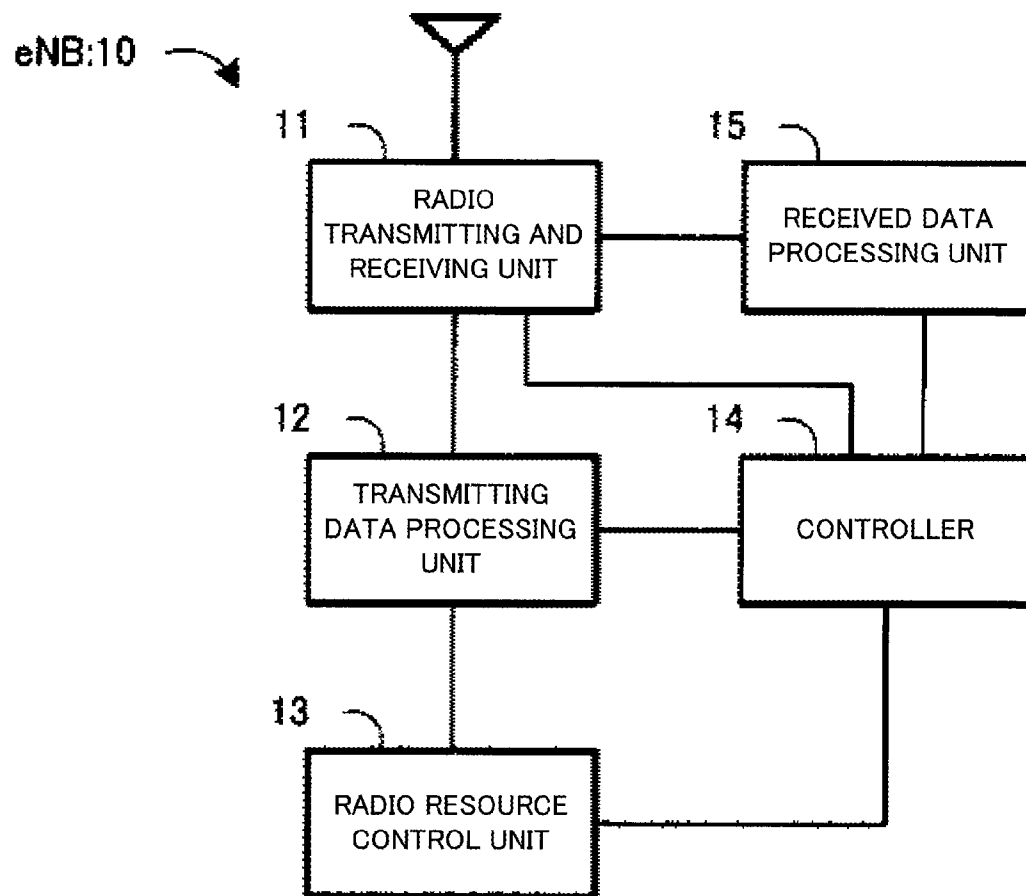 eNB:10
11
RADIO
TRANSMITTING AND
RECEIVING UNIT
15
RECEIVED DATA
PROCESSING UNIT
12
TRANSMITTING
DATA PROCESSING
UNIT
14
CONTROLLER
13
RADIO RESOURCE
CONTROL UNIT